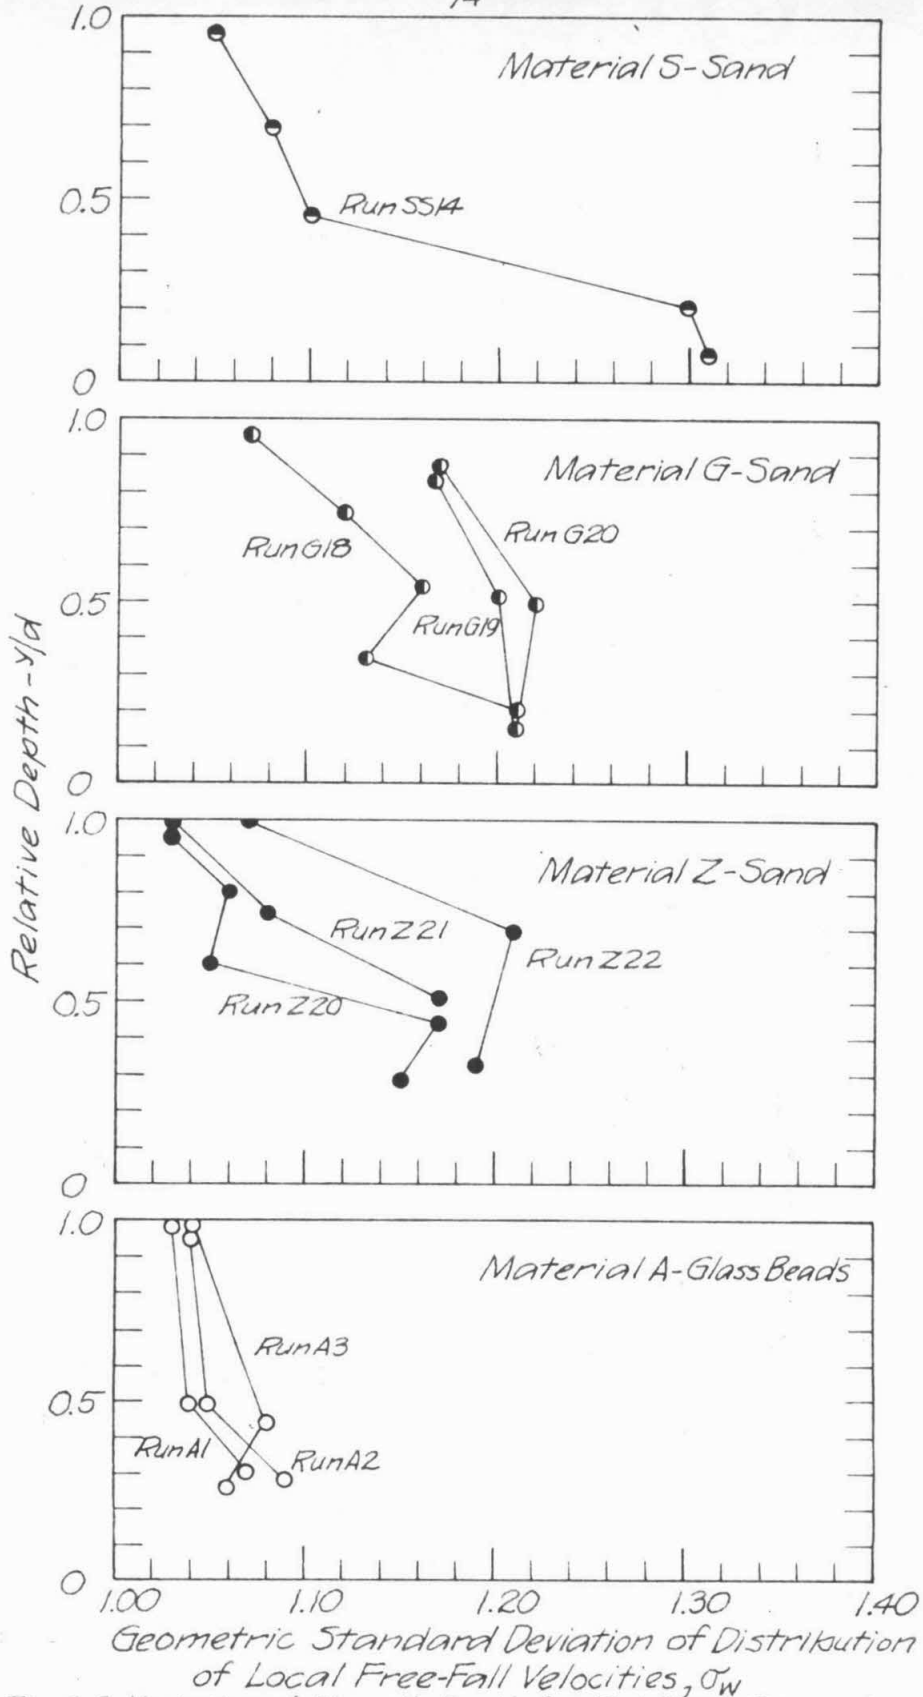 1.0
Material S-Sand
0.5
Run SS14
0
1.0
Material G-Sand
Run G20
Run G18
0.5
Run G19
0
Relative Depth - y/d
1.0
Material Z-Sand
Run Z21
Run Z22
0.5
Run Z20
0
1.0
Material A-Glass Beads
Run A3
0.5
Run A1
Run A2
0
1.00 1.10 1.20 1.30 1.40
Geometric Standard Deviation of Distribution
of Local Free-Fall Velocities, σw